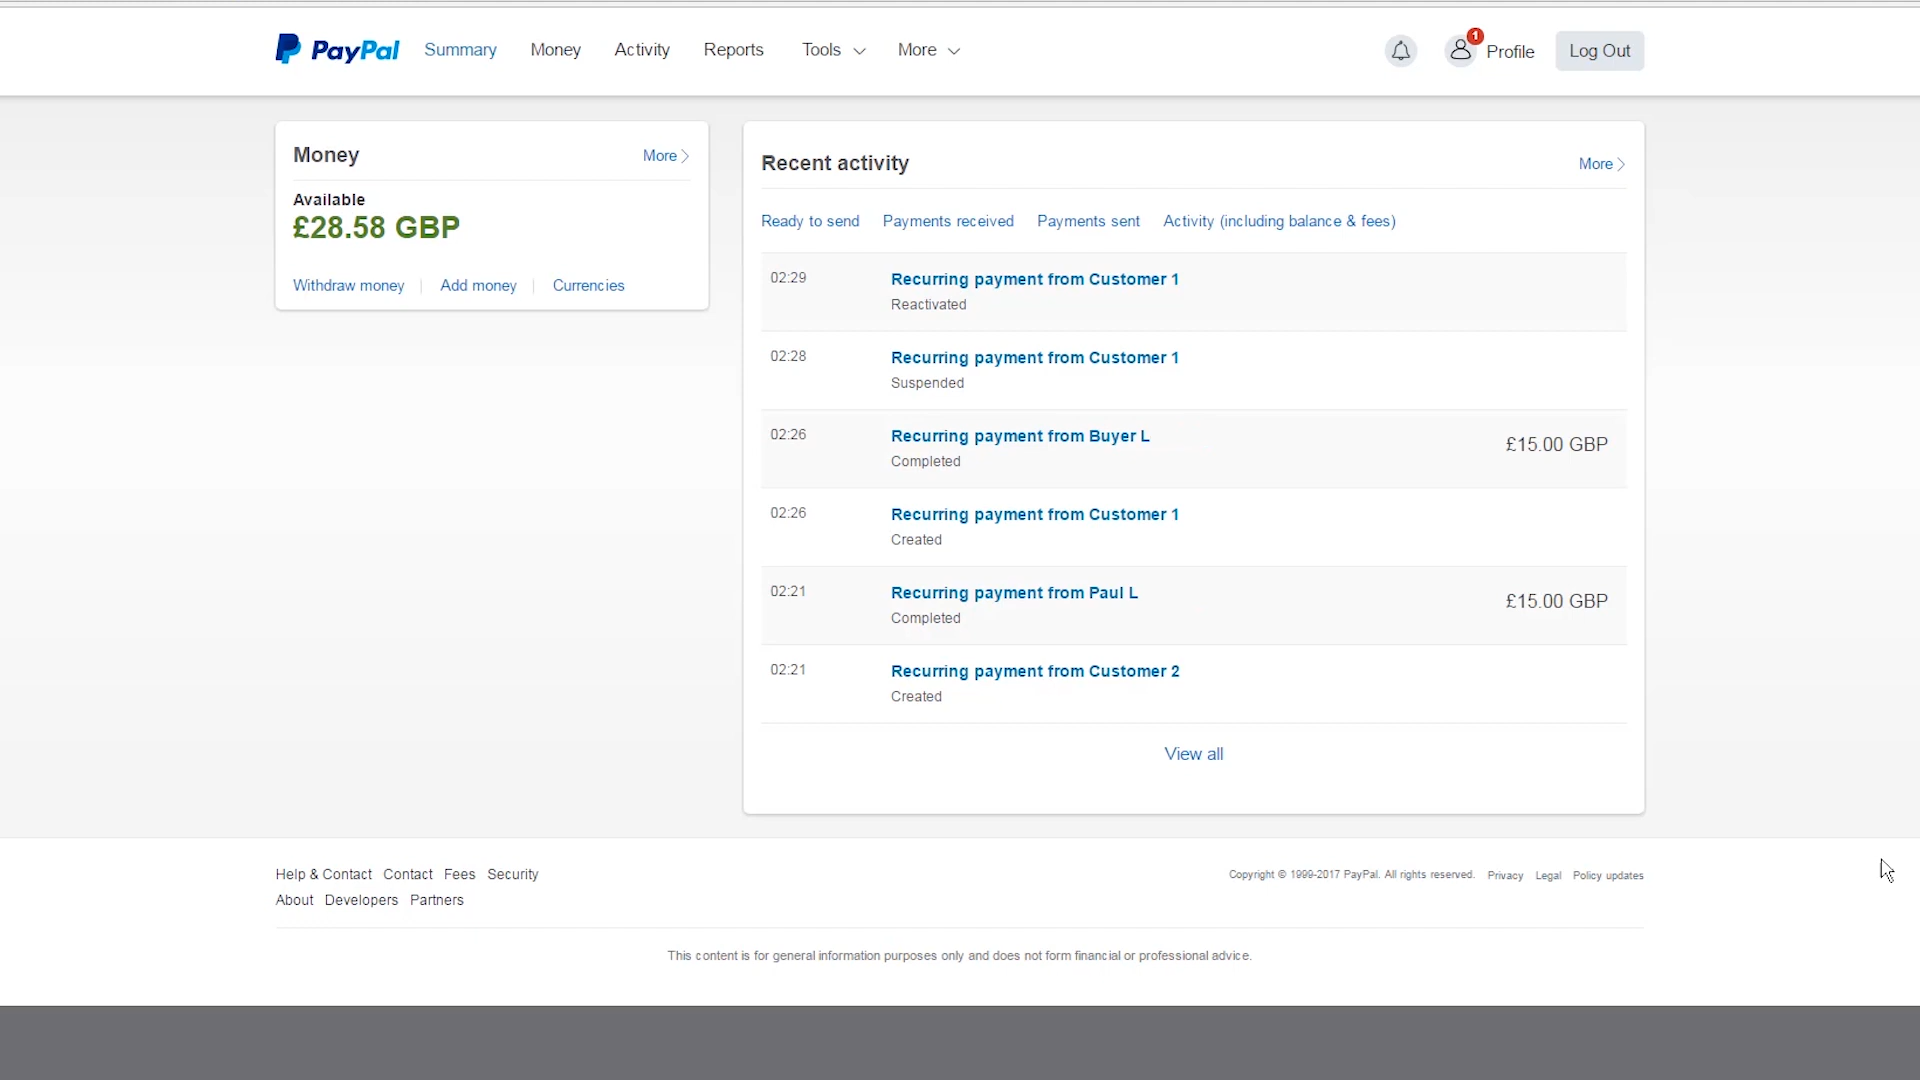 PayPal Summary Money Activity Reports Tools More 1 Profile Log Out
Money More
Available
£28.58 GBP
Withdraw money Add money Currencies
Recent activity More
Ready to send Payments received Payments sent Activity (including balance & fees)
02:29 Recurring payment from Customer 1
Reactivated
02:28 Recurring payment from Customer 1
Suspended
02:26 Recurring payment from Buyer L £15.00 GBP
Completed
02:26 Recurring payment from Customer 1
Created
02:21 Recurring payment from Paul L £15.00 GBP
Completed
02:21 Recurring payment from Customer 2
Created
View all
Help & Contact Contact Fees Security
About Developers Partners
Copyright © 1999-2017 PayPal. All rights reserved. Privacy Legal Policy updates
This content is for general information purposes only and does not form financial or professional advice.